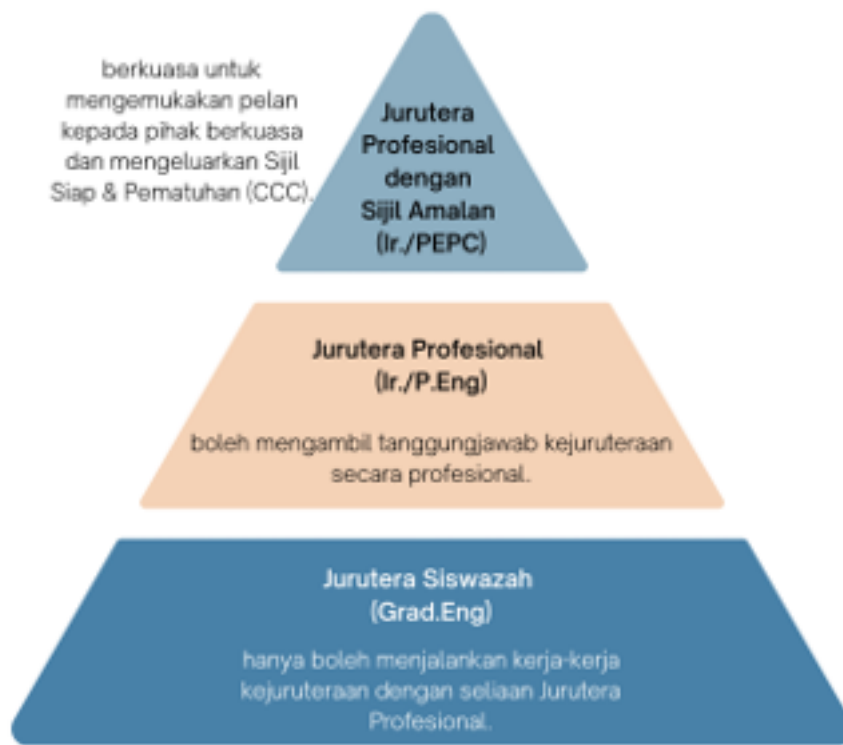 berkuasa untuk
mengemukakan pelan
kepada pihak berkuasa
dan mengeluarkan Sijil
Siap & Pematuhan (CCC).
Jurutera
Profesional
dengan
Sijil Amalan
(Ir./PEPC)
Jurutera Profesional
(Ir./P.Eng)
boleh mengambil tanggungjawab kejuruteraan
secara profesional.
Jurutera Siswazah
(Grad.Eng)
hanya boleh menjalankan kerja-kerja
kejuruteraan dengan seliaan Jurutera
Profesional.